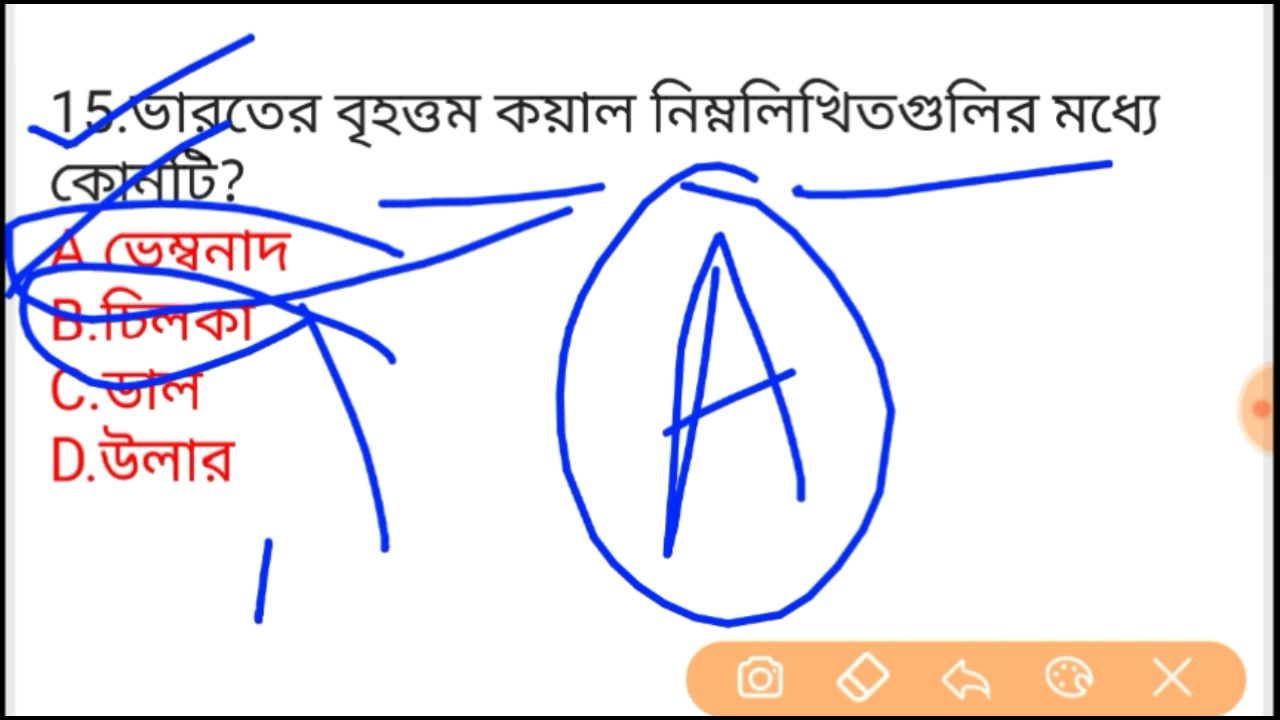 15.ভারতের বৃহত্তম কয়াল নিম্নলিখিতগুলির মধ্যে
কোনটি?
A ভেম্বনাদ
B.চিলকা
C.ডাল
D.উলার
A